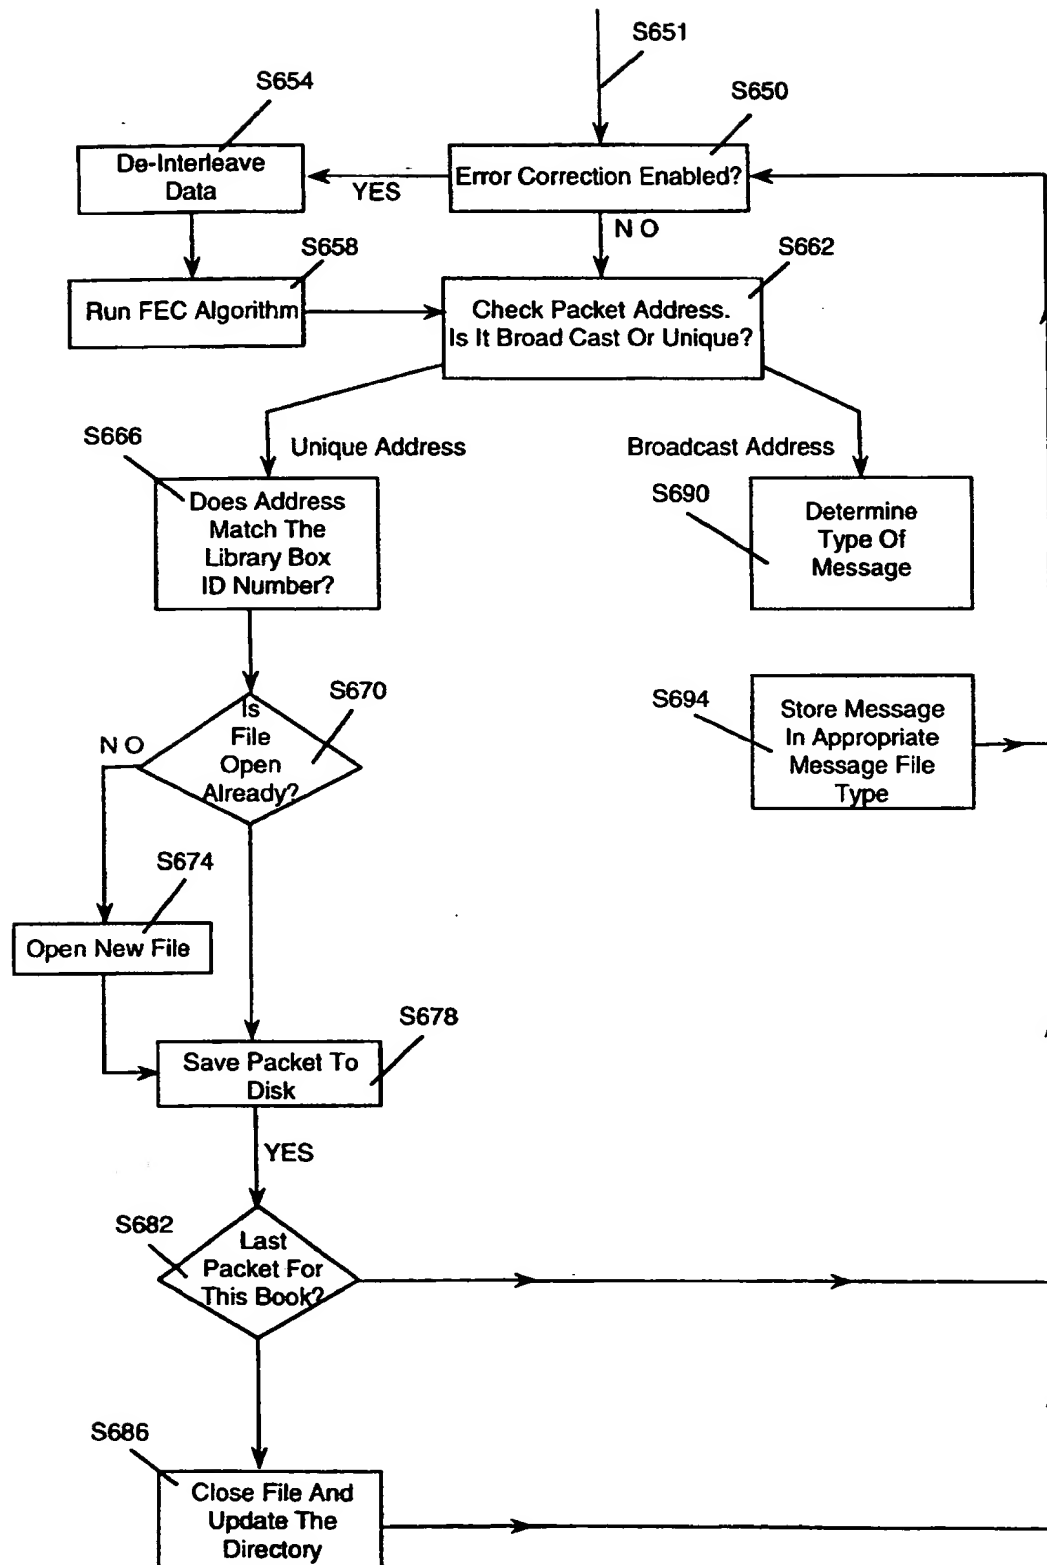 S651
S654
S650
De-Interleave
Data
YES
Error Correction Enabled?
NO
S658
S662
Run FEC Algorithm
Check Packet Address.
Is It Broad Cast Or Unique?
S666
Unique Address
Broadcast Address
S690
Does Address
Match The
Library Box
ID Number?
Determine
Type Of
Message
S670
S694
Is
File
Open
Already?
NO
Store Message
In Appropriate
Message File
Type
S674
Open New File
S678
Save Packet To
Disk
YES
S682
Last
Packet For
This Book?
S686
Close File And
Update The
Directory